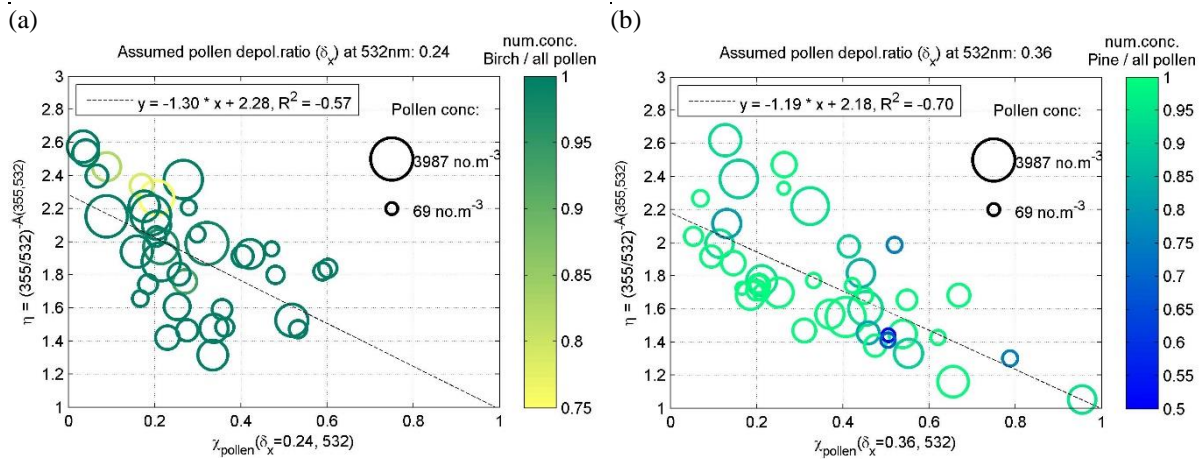 (a)
Assumed pollen depol.ratio (δx) at 532nm: 0.24
num.conc.
Birch / all pollen
y = -1.30 * x + 2.28, R² = -0.57
Pollen conc:
3987 no.m⁻³
69 no.m⁻³
η = (355/532)^-A(355,532)
3
2.8
2.6
2.4
2.2
2
1.8
1.6
1.4
1.2
1
0 0.2 0.4 0.6 0.8 1
χpollen(δx=0.24, 532)
1
0.95
0.9
0.85
0.8
0.75
(b)
Assumed pollen depol.ratio (δx) at 532nm: 0.36
num.conc.
Pine / all pollen
y = -1.19 * x + 2.18, R² = -0.70
Pollen conc:
3987 no.m⁻³
69 no.m⁻³
η = (355/532)^-A(355,532)
3
2.8
2.6
2.4
2.2
2
1.8
1.6
1.4
1.2
1
0 0.2 0.4 0.6 0.8 1
χpollen(δx=0.36, 532)
1
0.95
0.9
0.85
0.8
0.75
0.7
0.65
0.6
0.55
0.5